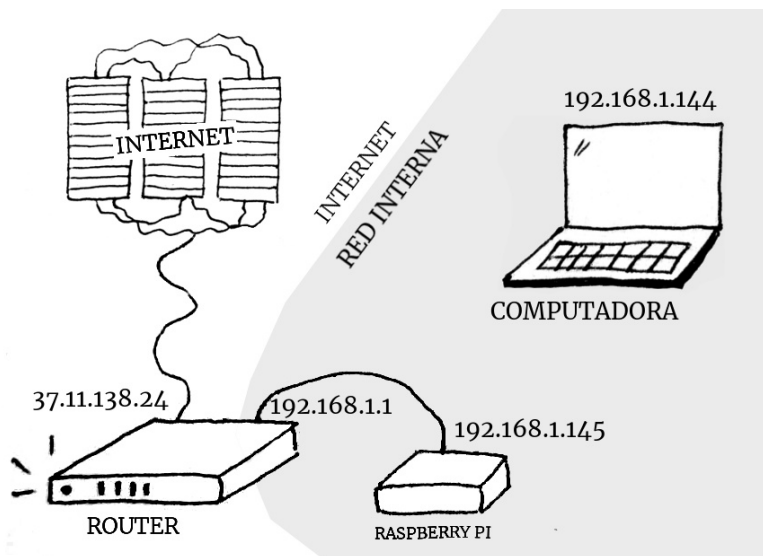 192.168.1.144
INTERNET
INTERNET
RED INTERNA
COMPUTADORA
37.11.138.24
192.168.1.1
192.168.1.145
ROUTER
RASPBERRY PI